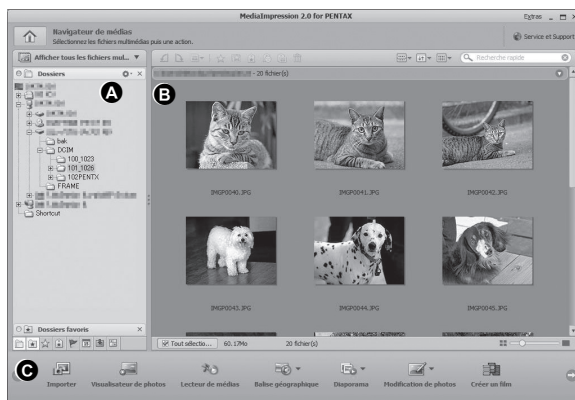 MediaImpression 2.0 for PENTAX
Extras
Navigateur de médias
Sélectionnez les fichiers multimédias puis une action.
Service et Support
Afficher tous les fichiers mul...
Recherche rapide
Dossiers
- 20 fichier(s)
A
B
bak
DCIM
100_1023
101_1026
102PENTX
FRAME
Shortcut
IMGP0040.JPG
IMGP0041.JPG
IMGP0042.JPG
IMGP0043.JPG
IMGP0044.JPG
IMGP0045.JPG
Dossiers favoris
Tout sélectio...
60,17Mo
20 fichier(s)
C
Importer
Visualisateur de photos
Lecteur de médias
Balise géographique
Diaporama
Modification de photos
Créer un film